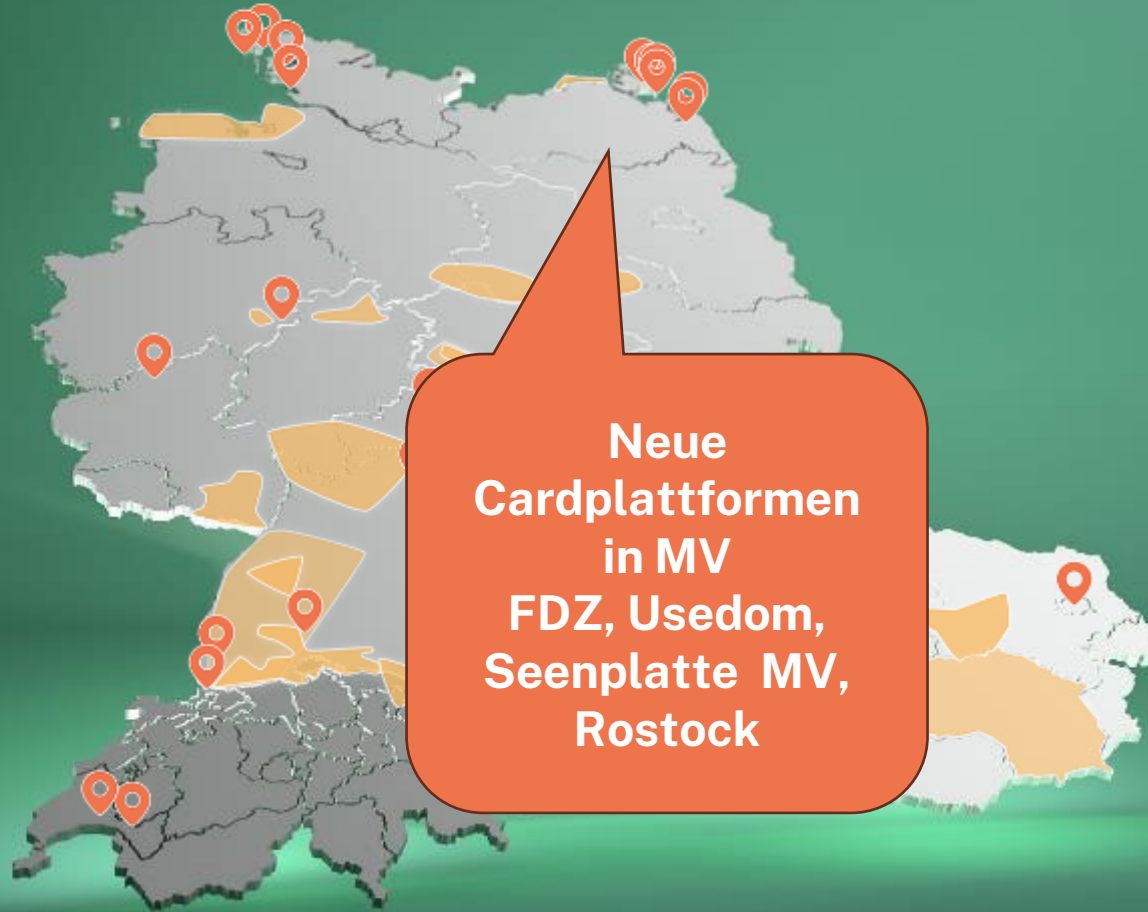 Neue
Cardplattformen
in MV
FDZ, Usedom,
Seenplatte MV,
Rostock